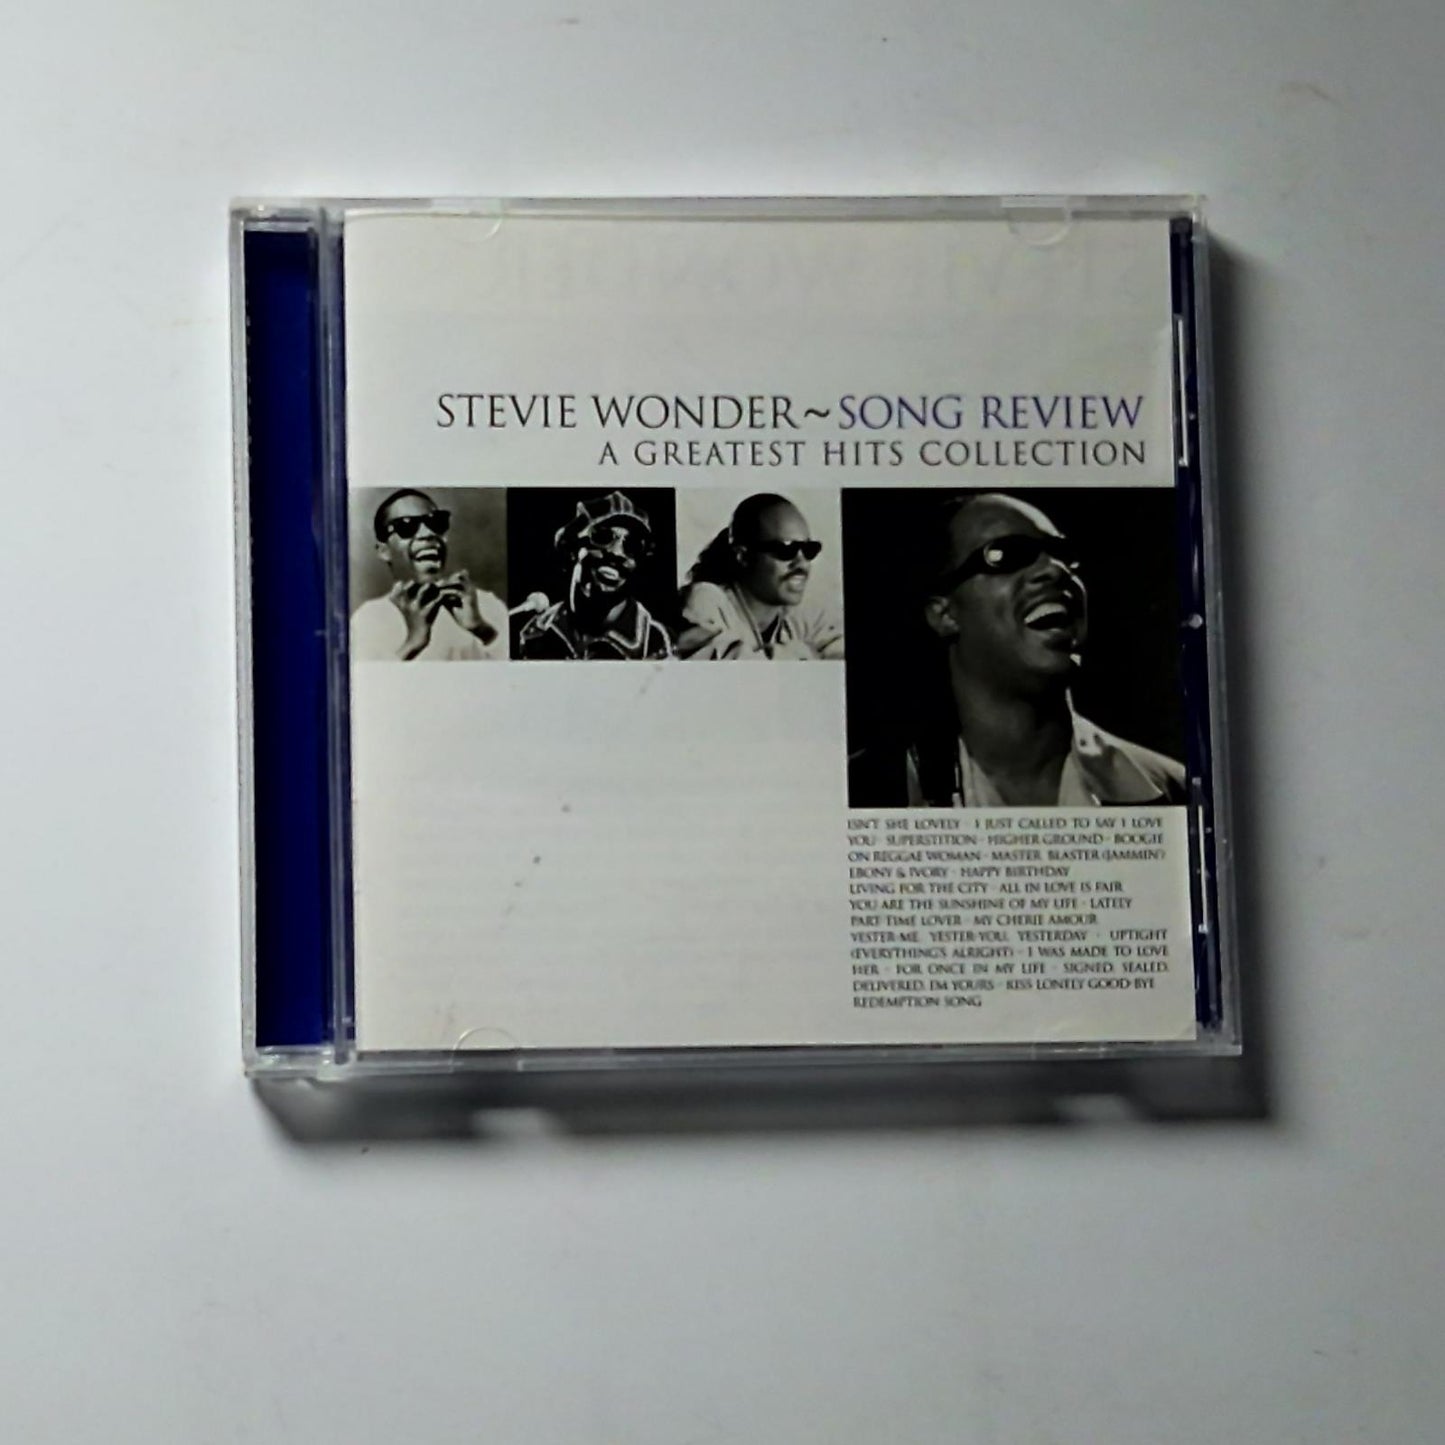 STEVIE WONDER~SONG REVIEW
A GREATEST HITS COLLECTION
ISN'T SHE LOVELY · I JUST CALLED TO SAY I LOVE
YOU · SUPERSTITION · HIGHER GROUND · BOOGIE
ON REGGAE WOMAN · MASTER BLASTER (JAMMIN')
EBONY & IVORY · HAPPY BIRTHDAY
LIVING FOR THE CITY · ALL IN LOVE IS FAIR
YOU ARE THE SUNSHINE OF MY LIFE · LATELY
PART TIME LOVER · MY CHERIE AMOUR
YESTER-ME, YESTER-YOU, YESTERDAY · UPTIGHT
(EVERYTHING'S ALRIGHT) · I WAS MADE TO LOVE
HER · FOR ONCE IN MY LIFE · SIGNED, SEALED,
DELIVERED, I'M YOURS · KISS LONELY GOOD-BYE
REDEMPTION SONG